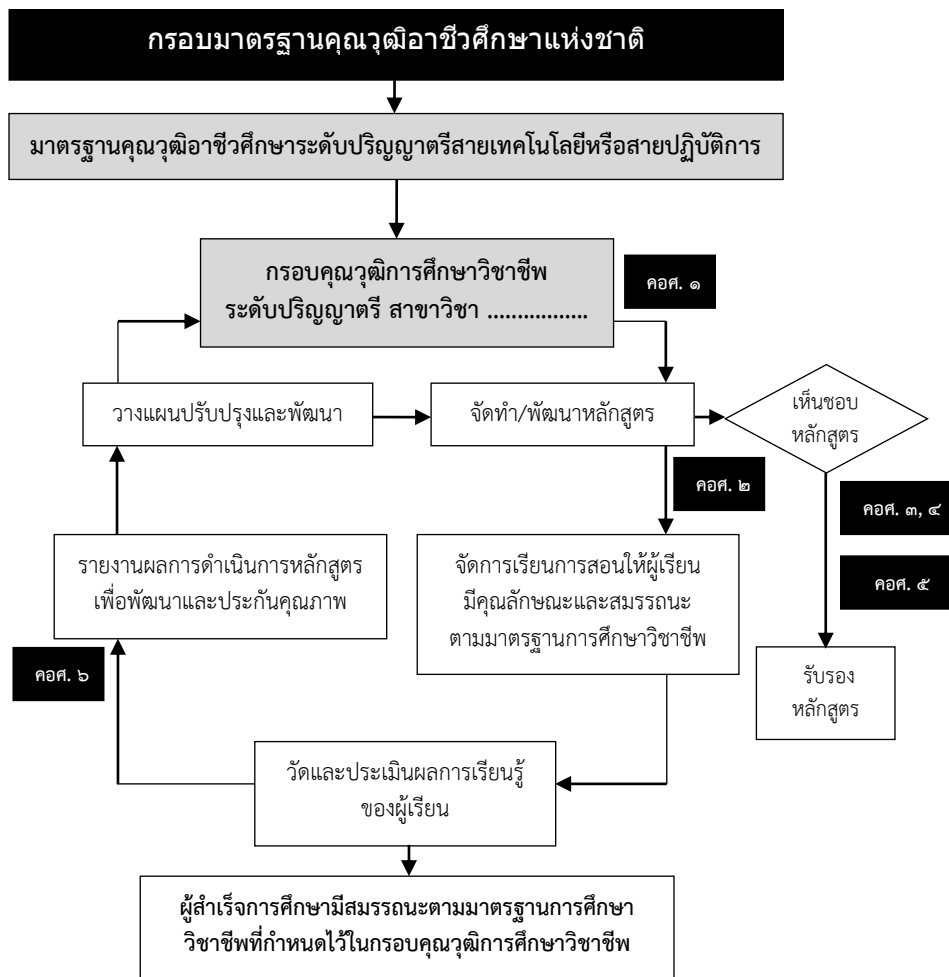 กรอบมาตรฐานคุณวุฒิอาชีวศึกษาแห่งชาติ
มาตรฐานคุณวุฒิอาชีวศึกษาระดับปริญญาตรีสายเทคโนโลยีหรือสายปฏิบัติการ
กรอบคุณวุฒิการศึกษาวิชาชีพ
ระดับปริญญาตรี สาขาวิชา .................
คอศ. ๑
วางแผนปรับปรุงและพัฒนา
จัดทำ/พัฒนาหลักสูตร
เห็นชอบ
หลักสูตร
คอศ. ๒
คอศ. ๓, ๔
คอศ. ๕
รายงานผลการดำเนินการหลักสูตร
เพื่อพัฒนาและประกันคุณภาพ
จัดการเรียนการสอนให้ผู้เรียน
มีคุณลักษณะและสมรรถนะ
ตามมาตรฐานการศึกษาวิชาชีพ
รับรอง
หลักสูตร
คอศ. ๖
วัดและประเมินผลการเรียนรู้
ของผู้เรียน
ผู้สำเร็จการศึกษามีสมรรถนะตามมาตรฐานการศึกษา
วิชาชีพที่กำหนดไว้ในกรอบคุณวุฒิการศึกษาวิชาชีพ